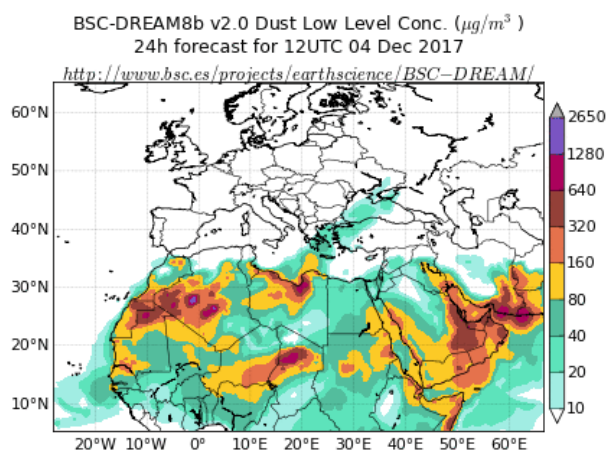 BSC-DREAM8b v2.0 Dust Low Level Conc. (μg/m³ )
24h forecast for 12UTC 04 Dec 2017
http://www.bsc.es/projects/earthscience/BSC−DREAM/
60°N
50°N
40°N
30°N
20°N
10°N
20°W 10°W 0° 10°E 20°E 30°E 40°E 50°E 60°E
2650
1280
640
320
160
80
40
20
10